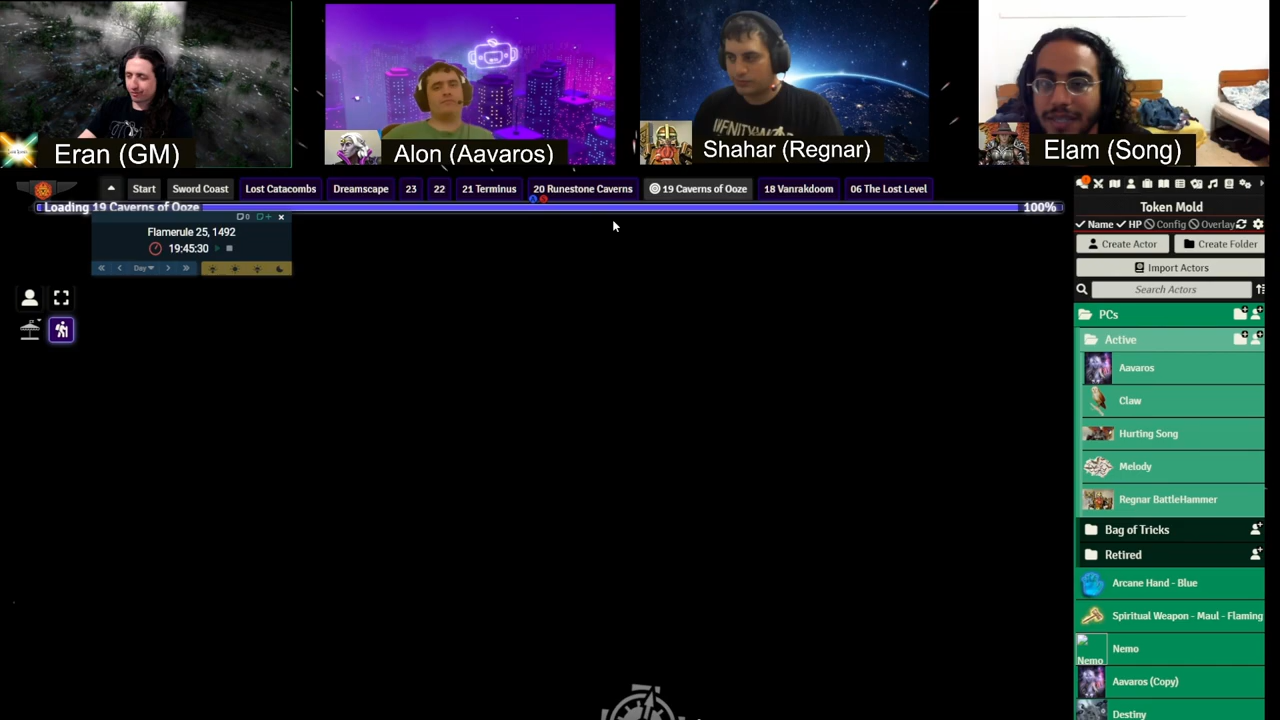 Eran (GM)
Alon (Aavaros)
Shahar (Regnar)
Elam (Song)
Start
Sword Coast
Lost Catacombs
Dreamscape
23
22
21 Terminus
20 Runestone Caverns
19 Caverns of Ooze
18 Vanrakdoom
06 The Lost Level
Loading 19 Caverns of Ooze
100%
Flamerule 25, 1492
19:45:30
Day
Token Mold
Name HP Config Overlay
Create Actor
Create Folder
Import Actors
Search Actors
PCs
Active
Aavaros
Claw
Hurting Song
Melody
Regnar BattleHammer
Bag of Tricks
Retired
Arcane Hand - Blue
Spiritual Weapon - Maul - Flaming
Nemo
Nemo
Aavaros (Copy)
Destiny